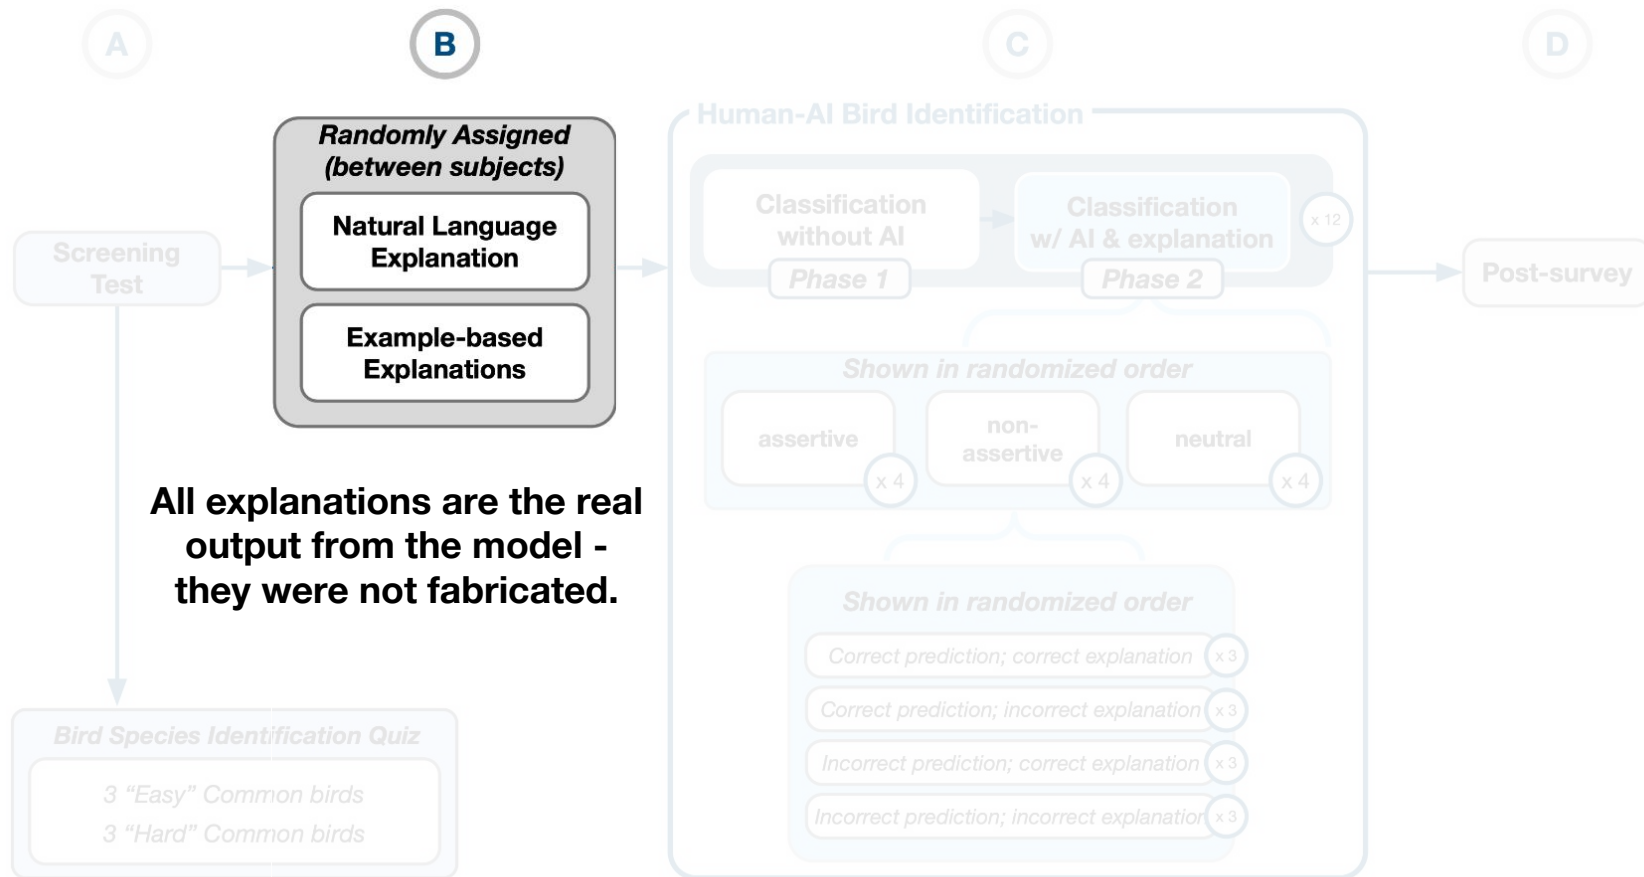 A
B
C
D
Screening
Test
Randomly Assigned
(between subjects)
Natural Language
Explanation
Example-based
Explanations
All explanations are the real
output from the model -
they were not fabricated.
Bird Species Identification Quiz
3 “Easy” Common birds
3 “Hard” Common birds
Human-AI Bird Identification
Classification
without AI
Phase 1
Classification
w/ AI & explanation
Phase 2
x 12
Shown in randomized order
assertive
x 4
non-
assertive
x 4
neutral
x 4
Shown in randomized order
Correct prediction; correct explanation
x 3
Correct prediction; incorrect explanation
x 3
Incorrect prediction; correct explanation
x 3
Incorrect prediction; incorrect explanation
x 3
Post-survey